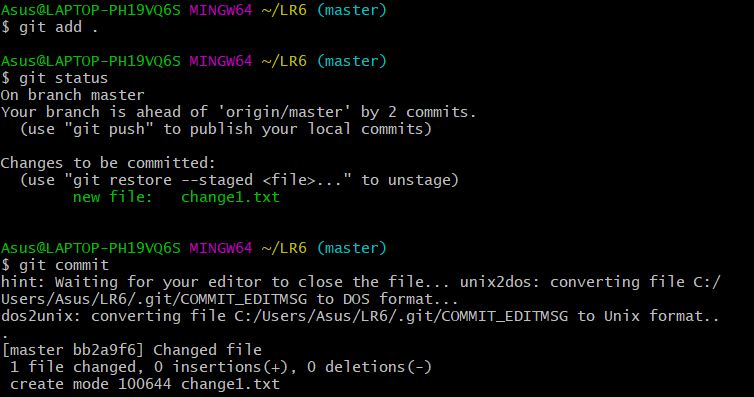 Asus@LAPTOP-PH19VQ6S MINGW64 ~/LR6 (master)
$ git add .
Asus@LAPTOP-PH19VQ6S MINGW64 ~/LR6 (master)
$ git status
On branch master
Your branch is ahead of 'origin/master' by 2 commits.
  (use "git push" to publish your local commits)
Changes to be committed:
  (use "git restore --staged <file>..." to unstage)
        new file:   change1.txt
Asus@LAPTOP-PH19VQ6S MINGW64 ~/LR6 (master)
$ git commit
hint: Waiting for your editor to close the file... unix2dos: converting file C:/
Users/Asus/LR6/.git/COMMIT_EDITMSG to DOS format...
dos2unix: converting file C:/Users/Asus/LR6/.git/COMMIT_EDITMSG to Unix format..
.
[master bb2a9f6] Changed file
 1 file changed, 0 insertions(+), 0 deletions(-)
 create mode 100644 change1.txt